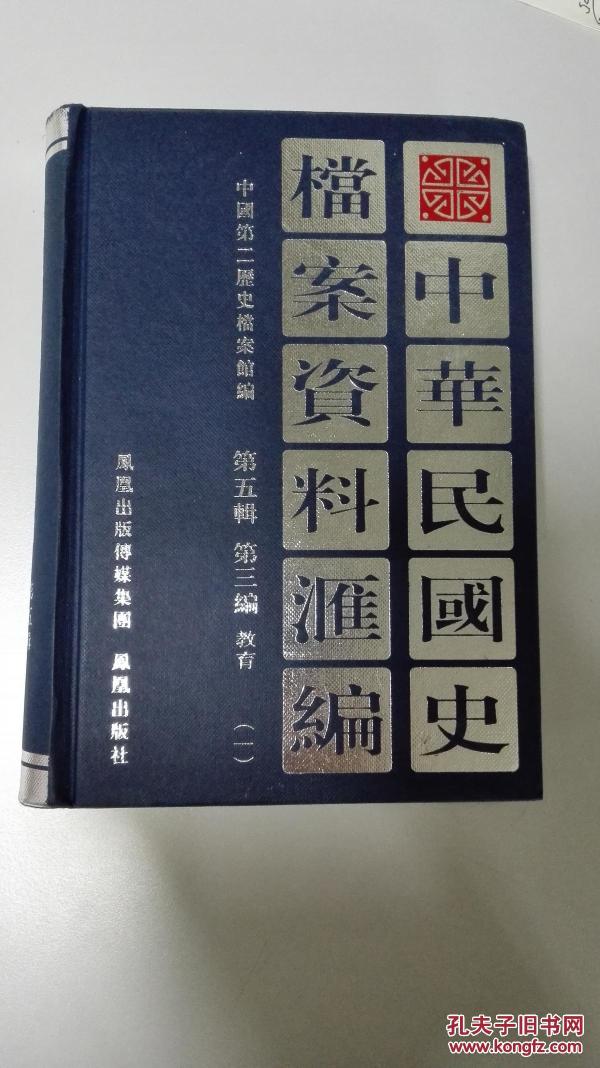 中華民國史
檔案資料滙編
中國第二歷史檔案館編
第五輯 第三編 教育 (一)
鳳凰出版傳媒集團 鳳凰出版社
孔夫子旧书网
www.kongfz.com